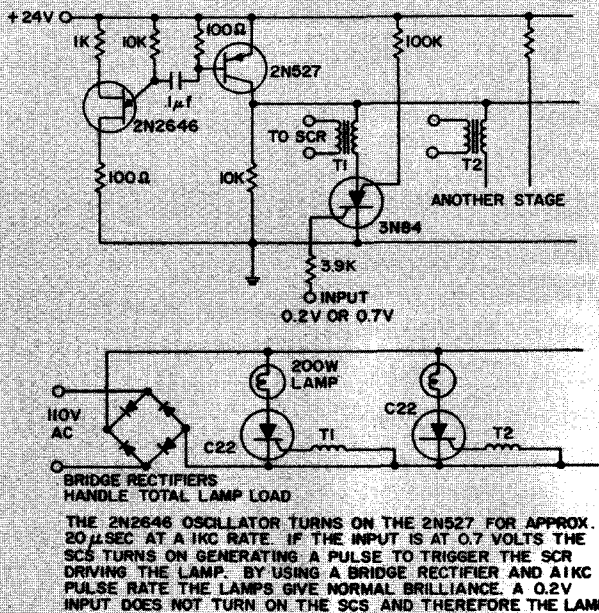 +24V
1K
10K
100Ω
100K
2N527
.1μf
2N2646
TO SCR
T1
T2
100Ω
10K
ANOTHER STAGE
3N84
3.9K
INPUT
0.2V OR 0.7V
200W
LAMP
110V
AC
C22
T1
C22
T2
BRIDGE RECTIFIERS
HANDLE TOTAL LAMP LOAD
THE 2N2646 OSCILLATOR TURNS ON THE 2N527 FOR APPROX.
20 μSEC AT A 1KC RATE. IF THE INPUT IS AT 0.7 VOLTS THE
SCS TURNS ON GENERATING A PULSE TO TRIGGER THE SCR
DRIVING THE LAMP. BY USING A BRIDGE RECTIFIER AND A 1KC
PULSE RATE THE LAMPS GIVE NORMAL BRILLIANCE. A 0.2V
INPUT DOES NOT TURN ON THE SCS AND THEREFORE THE LAMP